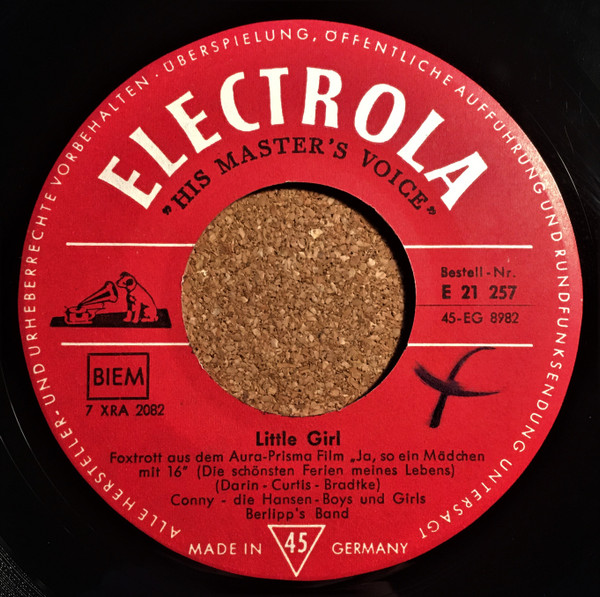 ALLE HERSTELLER- UND URHEBERRECHTE VORBEHALTEN · ÜBERSPIELUNG, ÖFFENTLICHE AUFFÜHRUNG UND RUNDFUNKSENDUNG UNTERSAGT
ELECTROLA
„HIS MASTER'S VOICE"
Bestell-Nr.
E 21 257
45-EG 8982
BIEM
7 XRA 2082
Little Girl
Foxtrott aus dem Aura-Prisma Film „Ja, so ein Mädchen
mit 16" (Die schönsten Ferien meines Lebens)
(Darin - Curtis - Bradtke)
Conny - die Hansen-Boys und Girls
Berlipp's Band
MADE IN 45 GERMANY